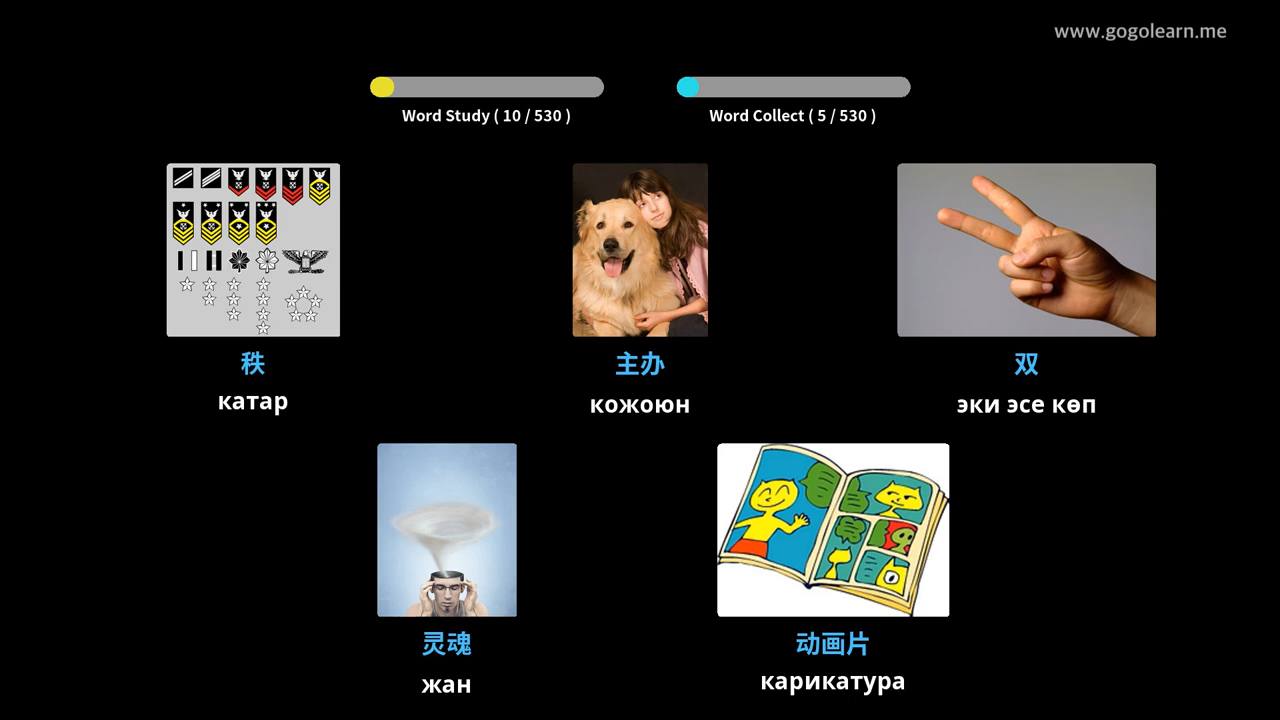 www.gogolearn.me
Word Study ( 10 / 530 )
Word Collect ( 5 / 530 )
秩
катар
主办
кожоюн
双
эки эсе көп
灵魂
жан
动画片
карикатура